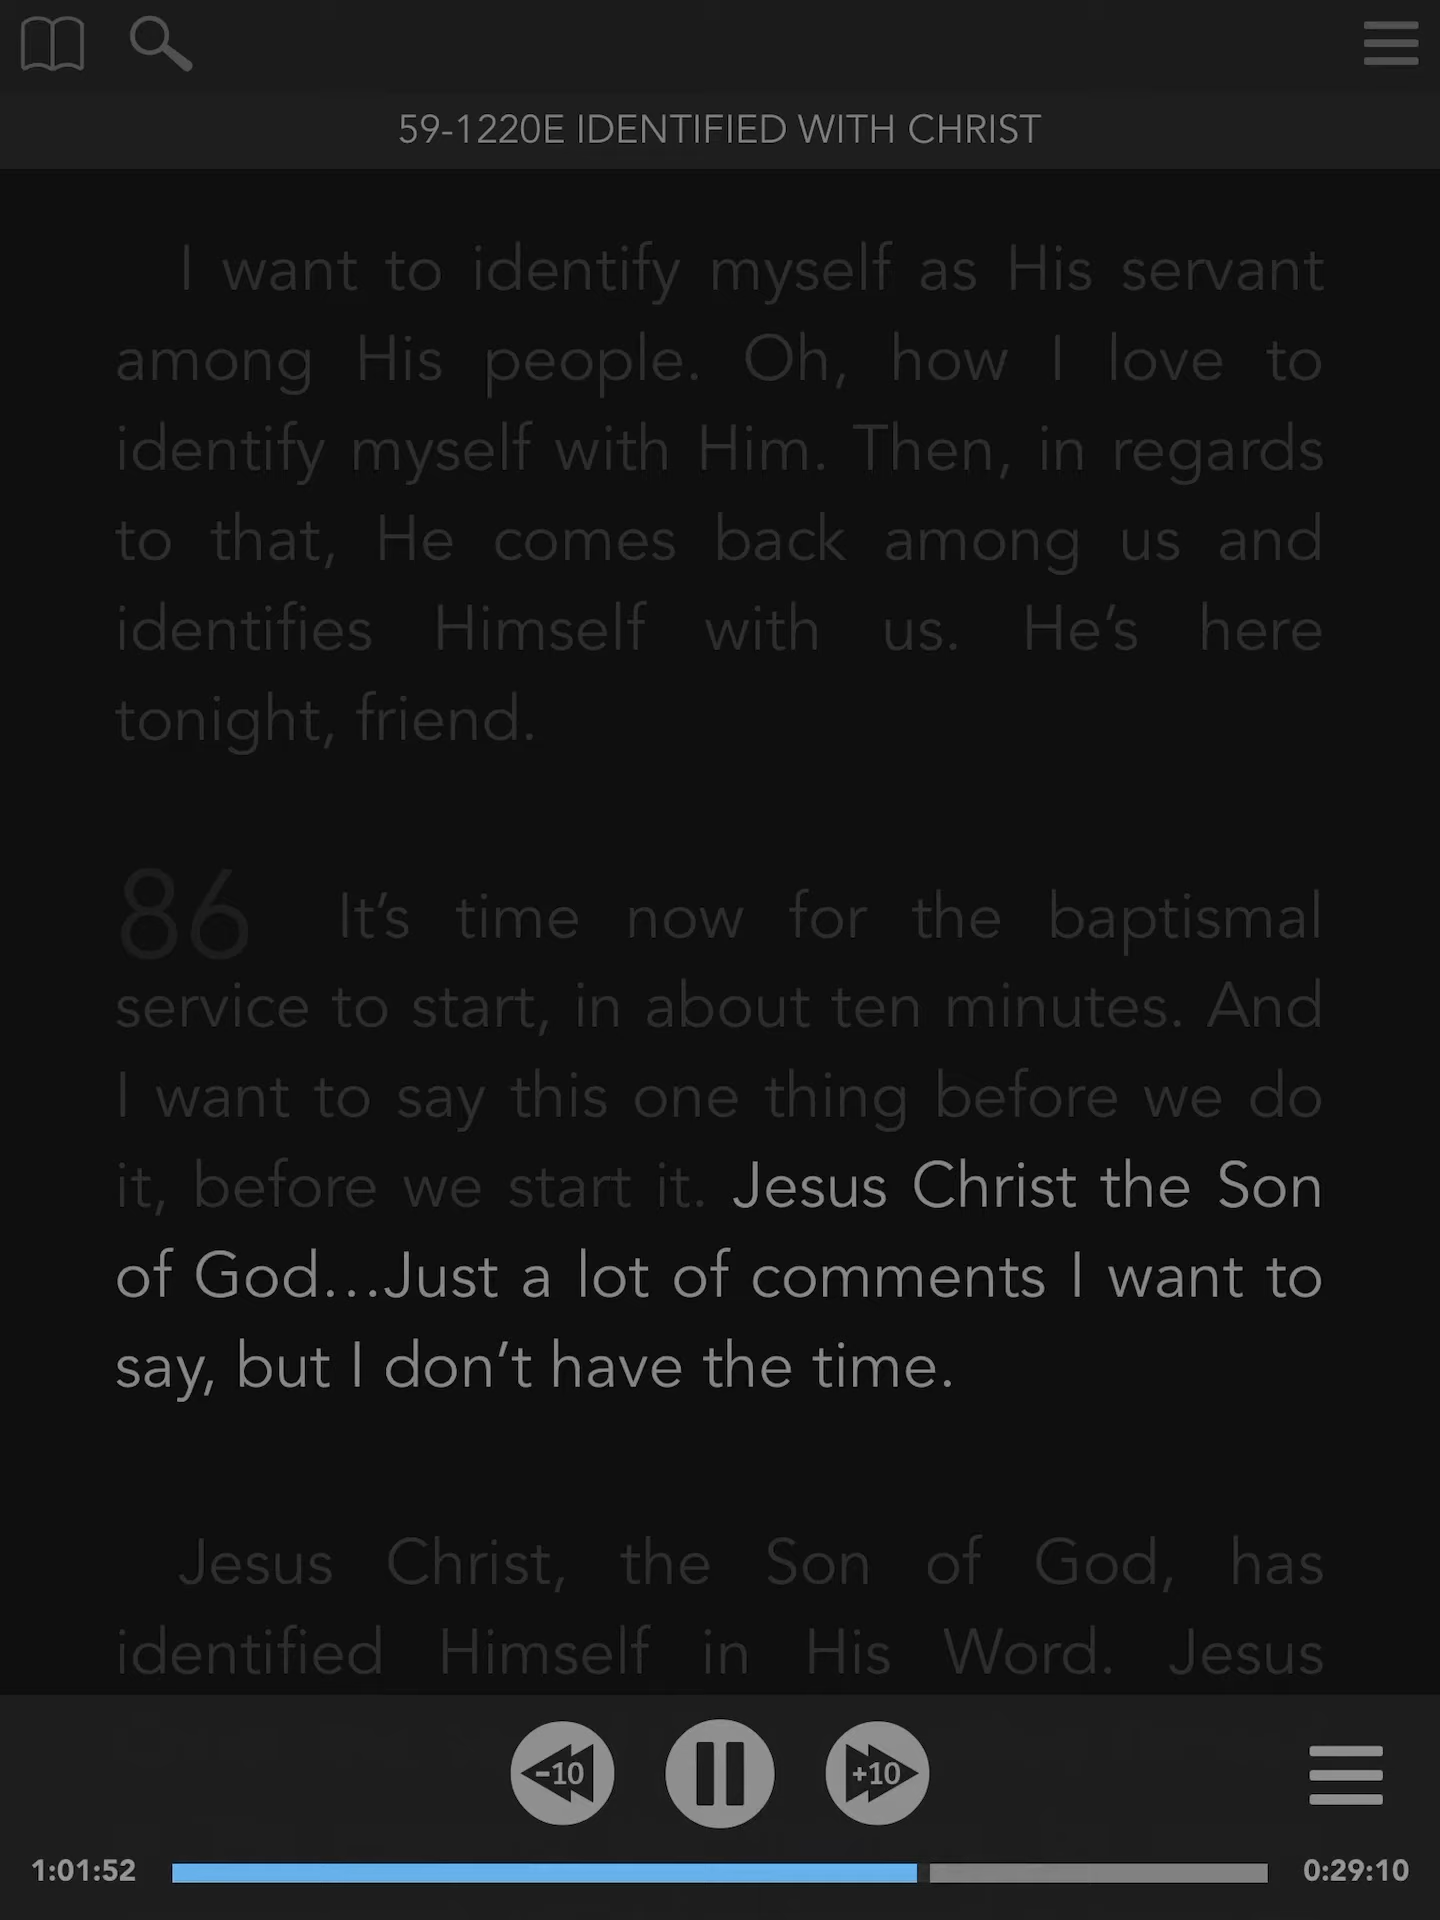 59-1220E IDENTIFIED WITH CHRIST
I want to identify myself as His servant
among His people. Oh, how I love to
identify myself with Him. Then, in regards
to that, He comes back among us and
identifies Himself with us. He’s here
tonight, friend.
86 It’s time now for the baptismal
service to start, in about ten minutes. And
I want to say this one thing before we do
it, before we start it. Jesus Christ the Son
of God…Just a lot of comments I want to
say, but I don’t have the time.
Jesus Christ, the Son of God, has
identified Himself in His Word. Jesus
-10 +10
1:01:52 0:29:10